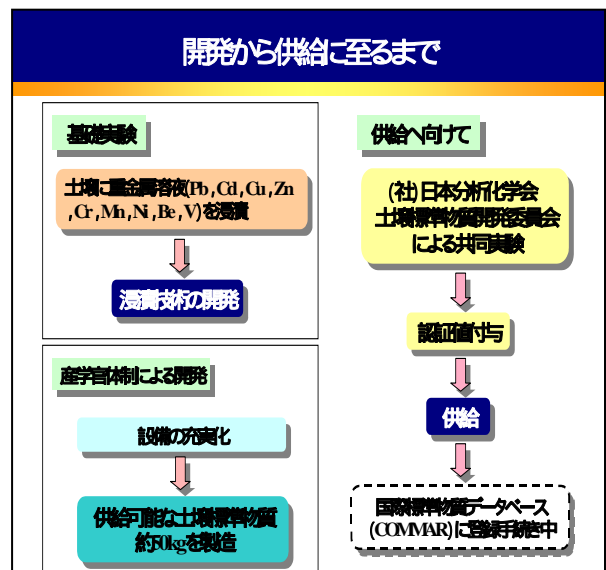 開発から供給に至るまで
基礎実験
土壌に重金属溶液(Pb,Cd,Cu,Zn
,Cr,Mn,Ni,Be,V)を浸漬
浸漬技術の開発
産学官体制による開発
設備の充実化
供給可能な土壌標準物質
約50kgを製造
供給へ向けて
(社)日本分析化学会
土壌標準物質開発委員会
による共同実験
認証値付与
供給
国際標準物質データベース
(COMMAR)に登録手続き中